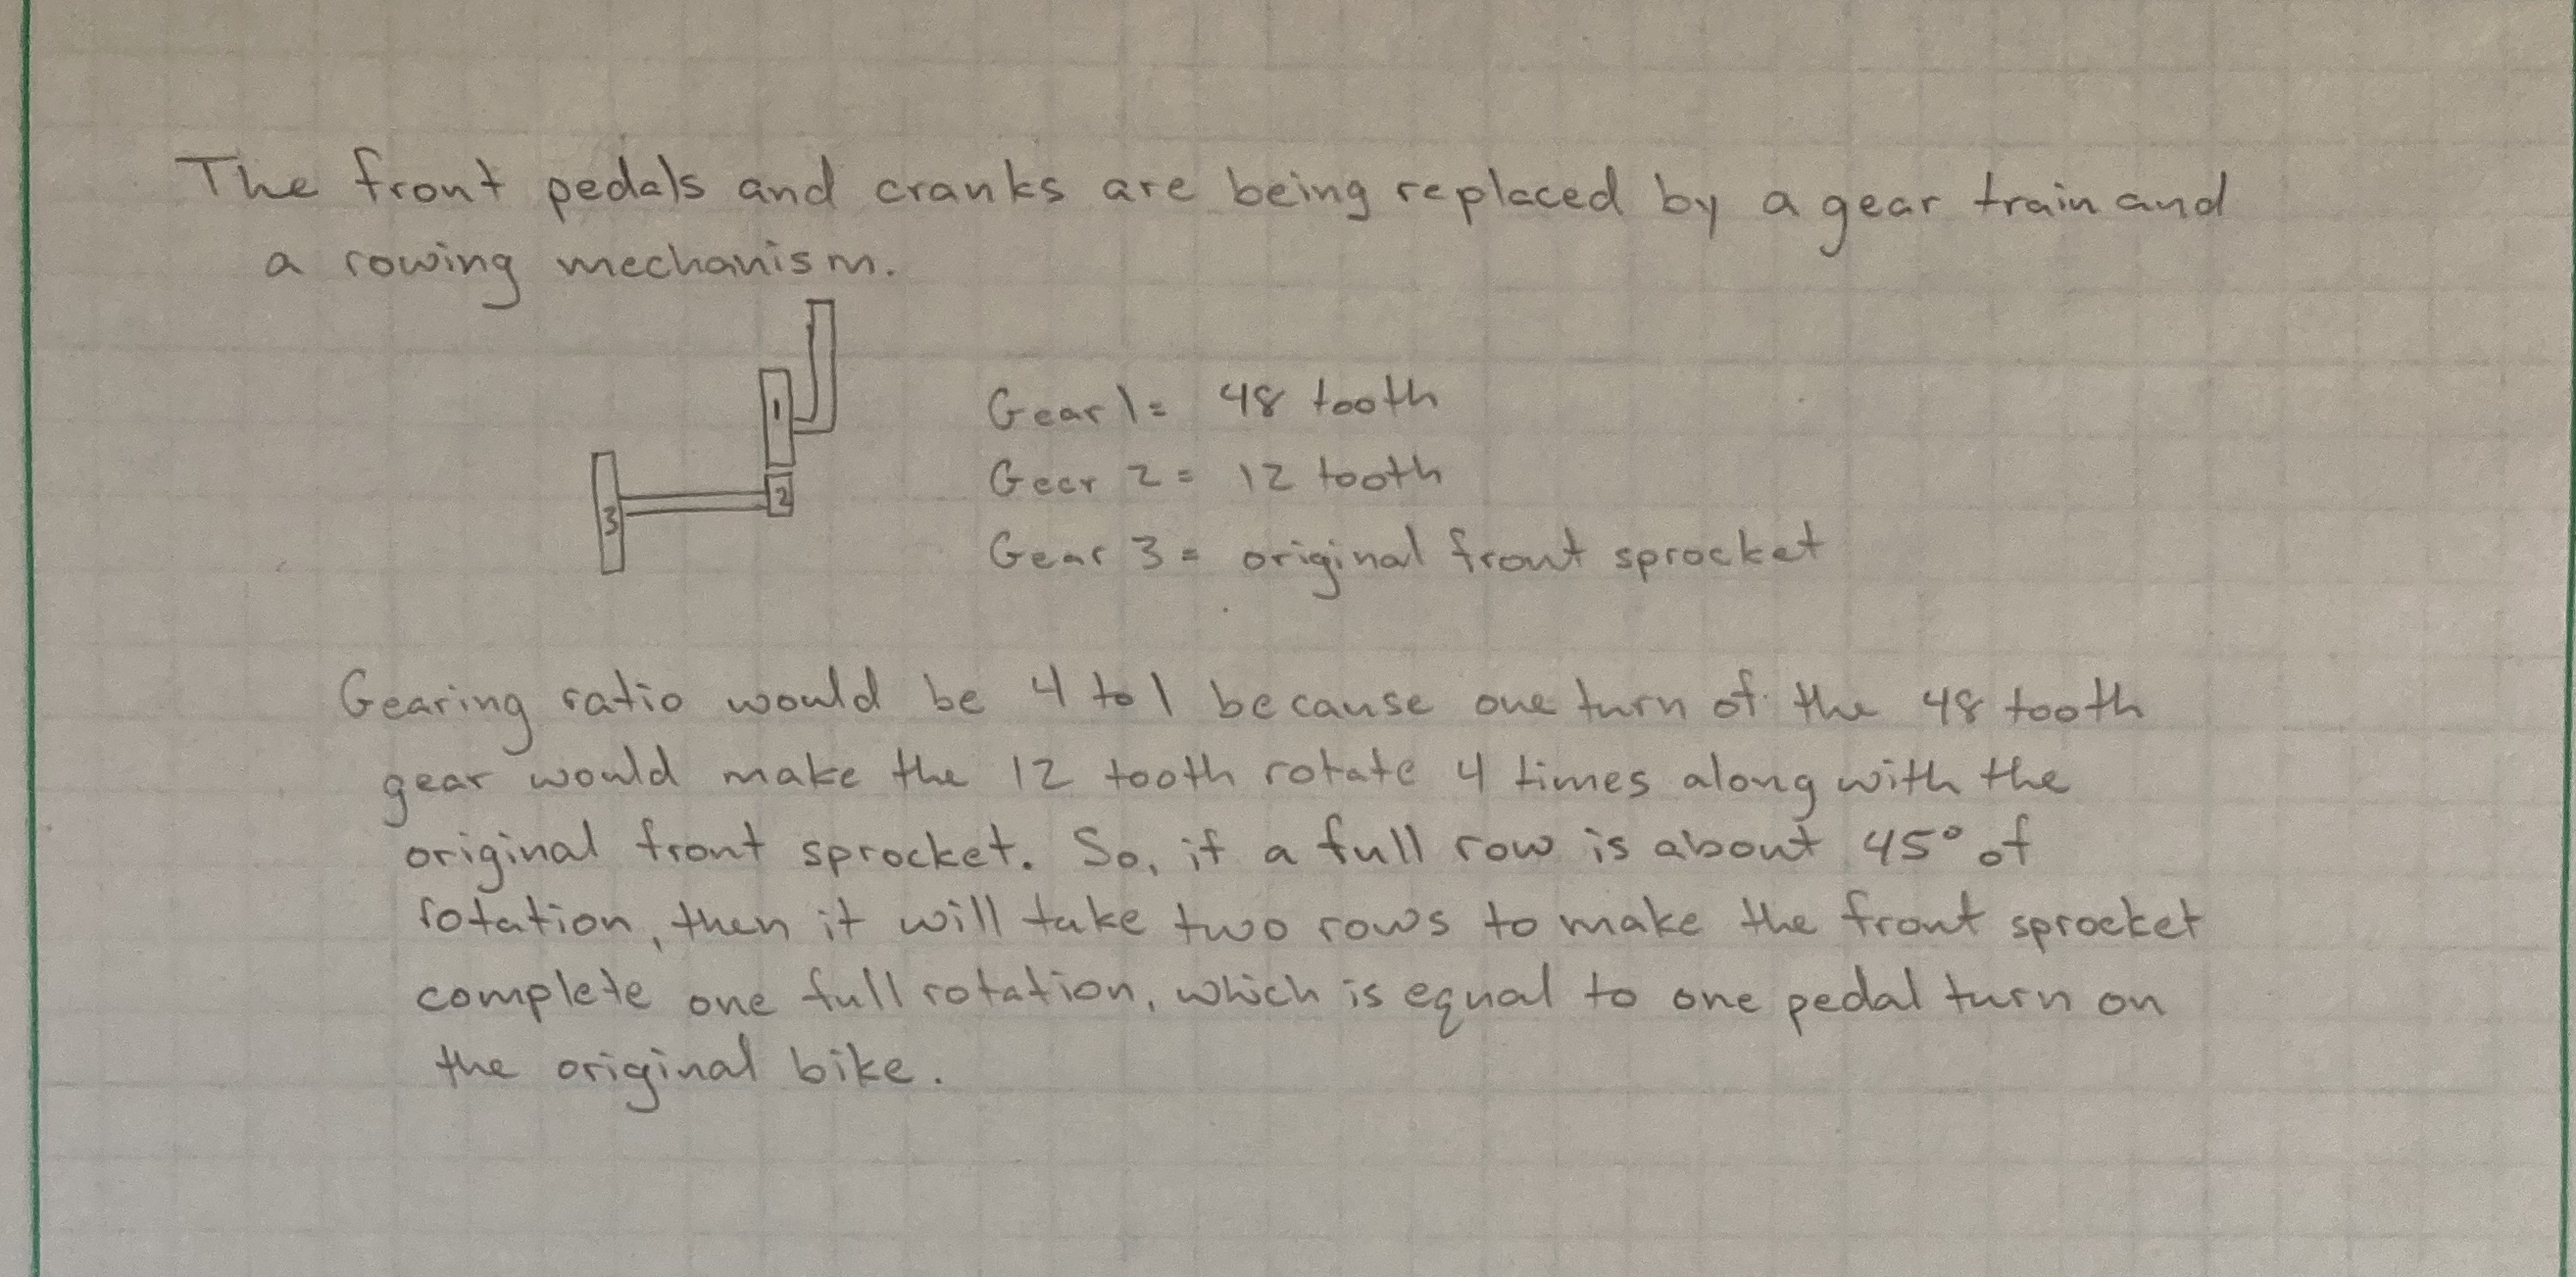 The front pedals and cranks are being replaced by a gear train and
a rowing mechanism.
1
Gear 1 = 48 tooth
2
Gear 2 = 12 tooth
3
Gear 3 = original front sprocket
Gearing ratio would be 4 to 1 because one turn of the 48 tooth
gear would make the 12 tooth rotate 4 times along with the
original front sprocket. So, if a full row is about 45° of
rotation, then it will take two rows to make the front sprocket
complete one full rotation, which is equal to one pedal turn on
the original bike.